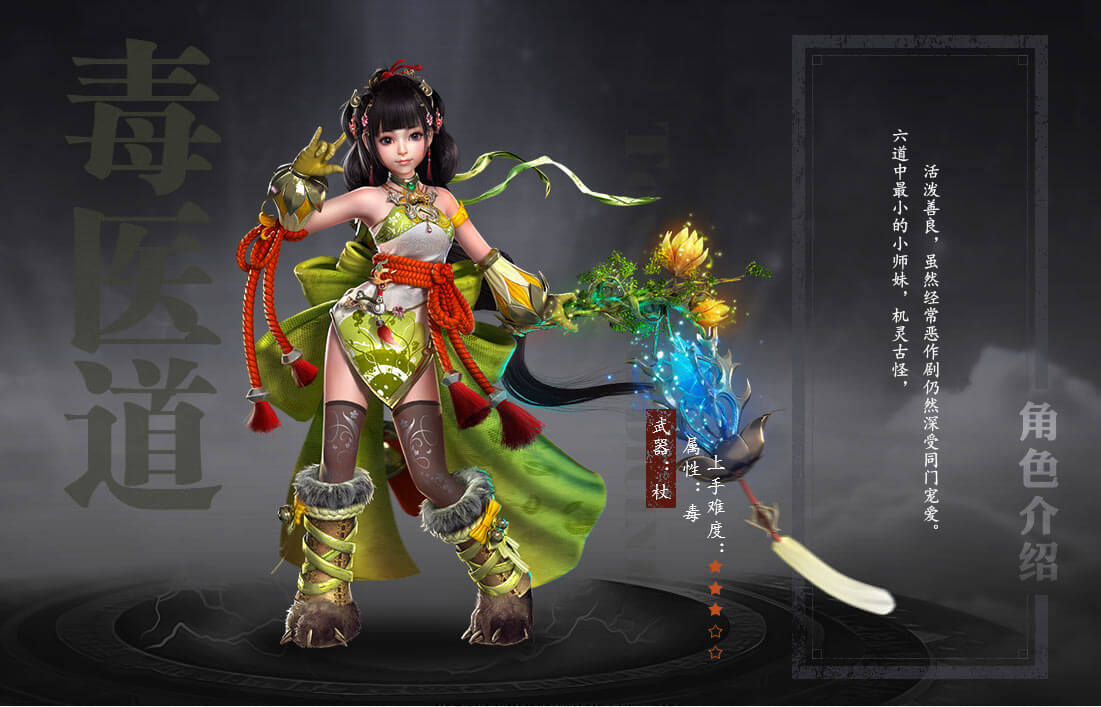 毒医道
武器：杖
属性：毒
上手难度：
角色介绍
活泼善良，虽然经常恶作剧仍然深受同门宠爱。
六道中最小的小师妹，机灵古怪，